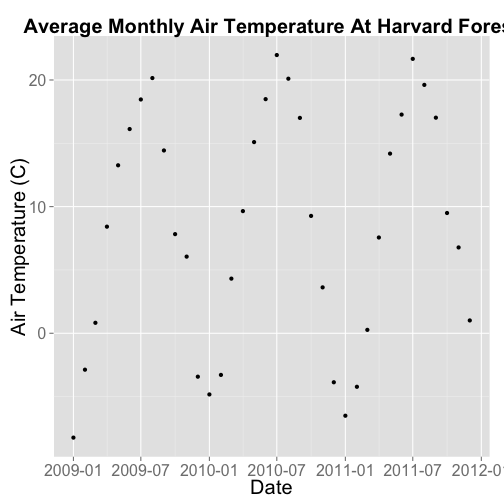 Average Monthly Air Temperature At Harvard Fores
20
10
0
Air Temperature (C)
2009-01 2009-07 2010-01 2010-07 2011-01 2011-07 2012-0
Date